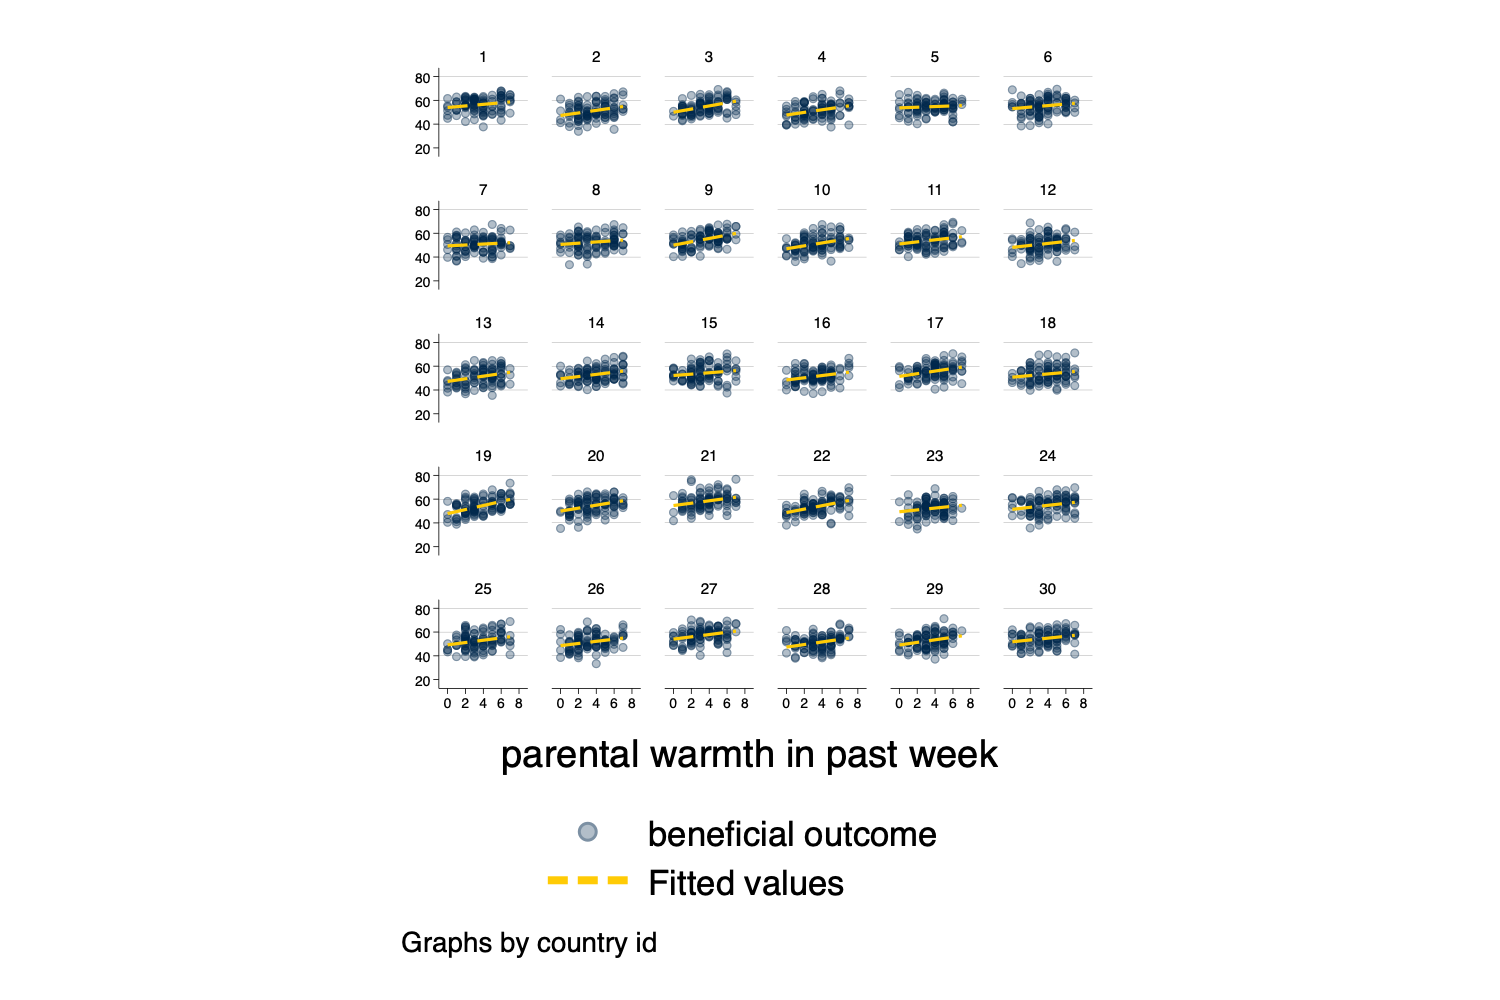 1 2 3 4 5 6
80
60
40
20
7 8 9 10 11 12
80
60
40
20
13 14 15 16 17 18
80
60
40
20
19 20 21 22 23 24
80
60
40
20
25 26 27 28 29 30
80
60
40
20
0 2 4 6 8 0 2 4 6 8 0 2 4 6 8 0 2 4 6 8 0 2 4 6 8 0 2 4 6 8
parental warmth in past week
beneficial outcome
Fitted values
Graphs by country id